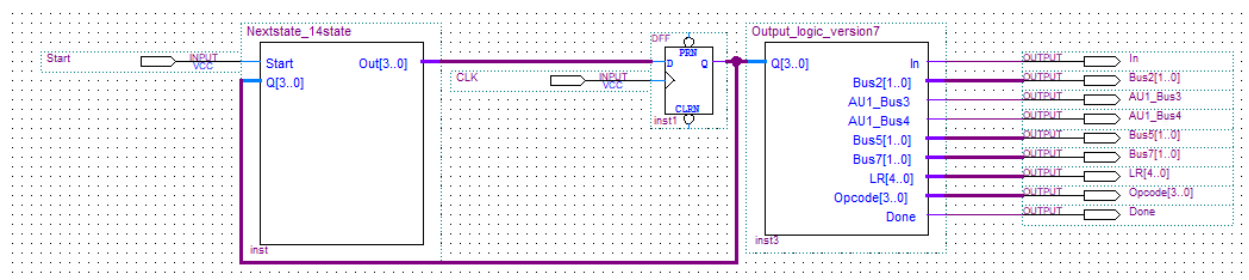 Nextstate_14state
DFF
Output_logic_version7
Start
INPUT
VCC
Start
Out[3..0]
Q[3..0]
CLK
INPUT
VCC
PRN
D
Q
CLRN
inst1
Q[3..0]
In
Bus2[1..0]
AU1_Bus3
AU1_Bus4
Bus5[1..0]
Bus7[1..0]
LR[4..0]
Opcode[3..0]
Done
OUTPUT
In
OUTPUT
Bus2[1..0]
OUTPUT
AU1_Bus3
OUTPUT
AU1_Bus4
OUTPUT
Bus5[1..0]
OUTPUT
Bus7[1..0]
OUTPUT
LR[4..0]
OUTPUT
Opcode[3..0]
OUTPUT
Done
inst
inst3